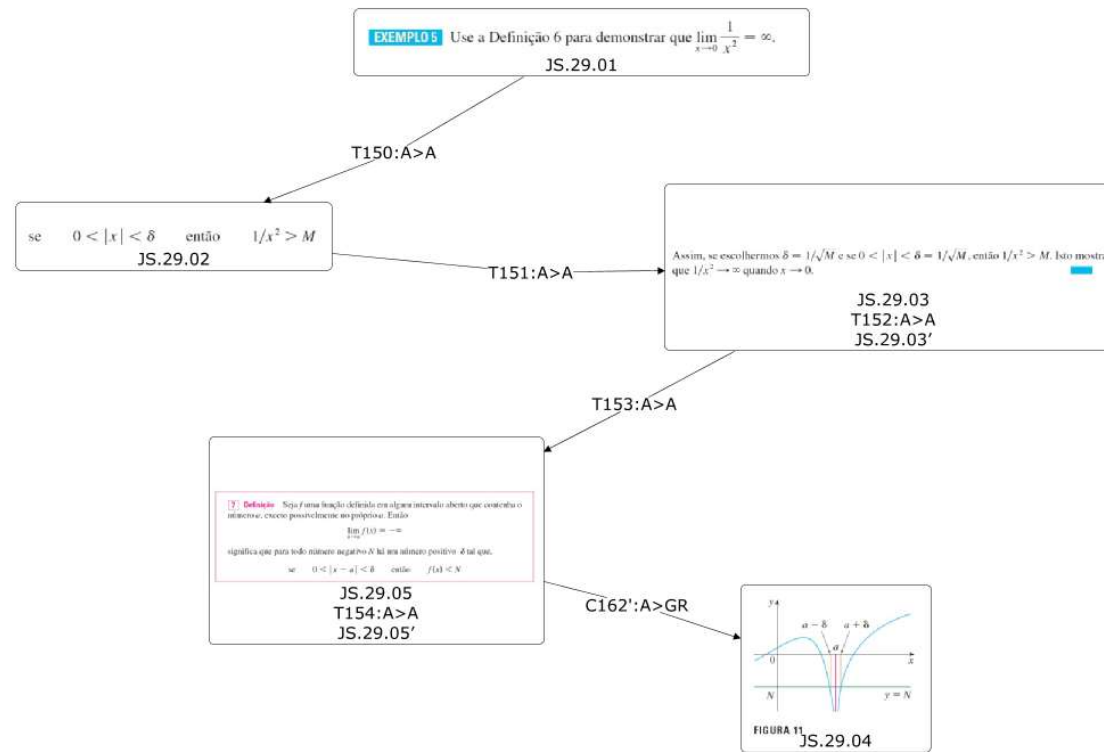 EXEMPLO 5 Use a Definição 6 para demonstrar que lim x→0 1/x² = ∞.
JS.29.01
T150:A>A
se 0 < |x| < δ então 1/x² > M
JS.29.02
T151:A>A
Assim, se escolhermos δ = 1/√M e se 0 < |x| < δ = 1/√M, então 1/x² > M. Isto mostra
que 1/x² → ∞ quando x → 0.
JS.29.03
T152:A>A
JS.29.03′
T153:A>A
7 Definição Seja f uma função definida em algum intervalo aberto que contenha o
número a, exceto possivelmente no próprio a. Então
lim x→a f(x) = −∞
significa que para todo número negativo N há um número positivo δ tal que,
se 0 < |x − a| < δ então f(x) < N
JS.29.05
T154:A>A
JS.29.05′
C162':A>GR
y
a − δ a + δ
a
0 x
N y = N
FIGURA 11
JS.29.04